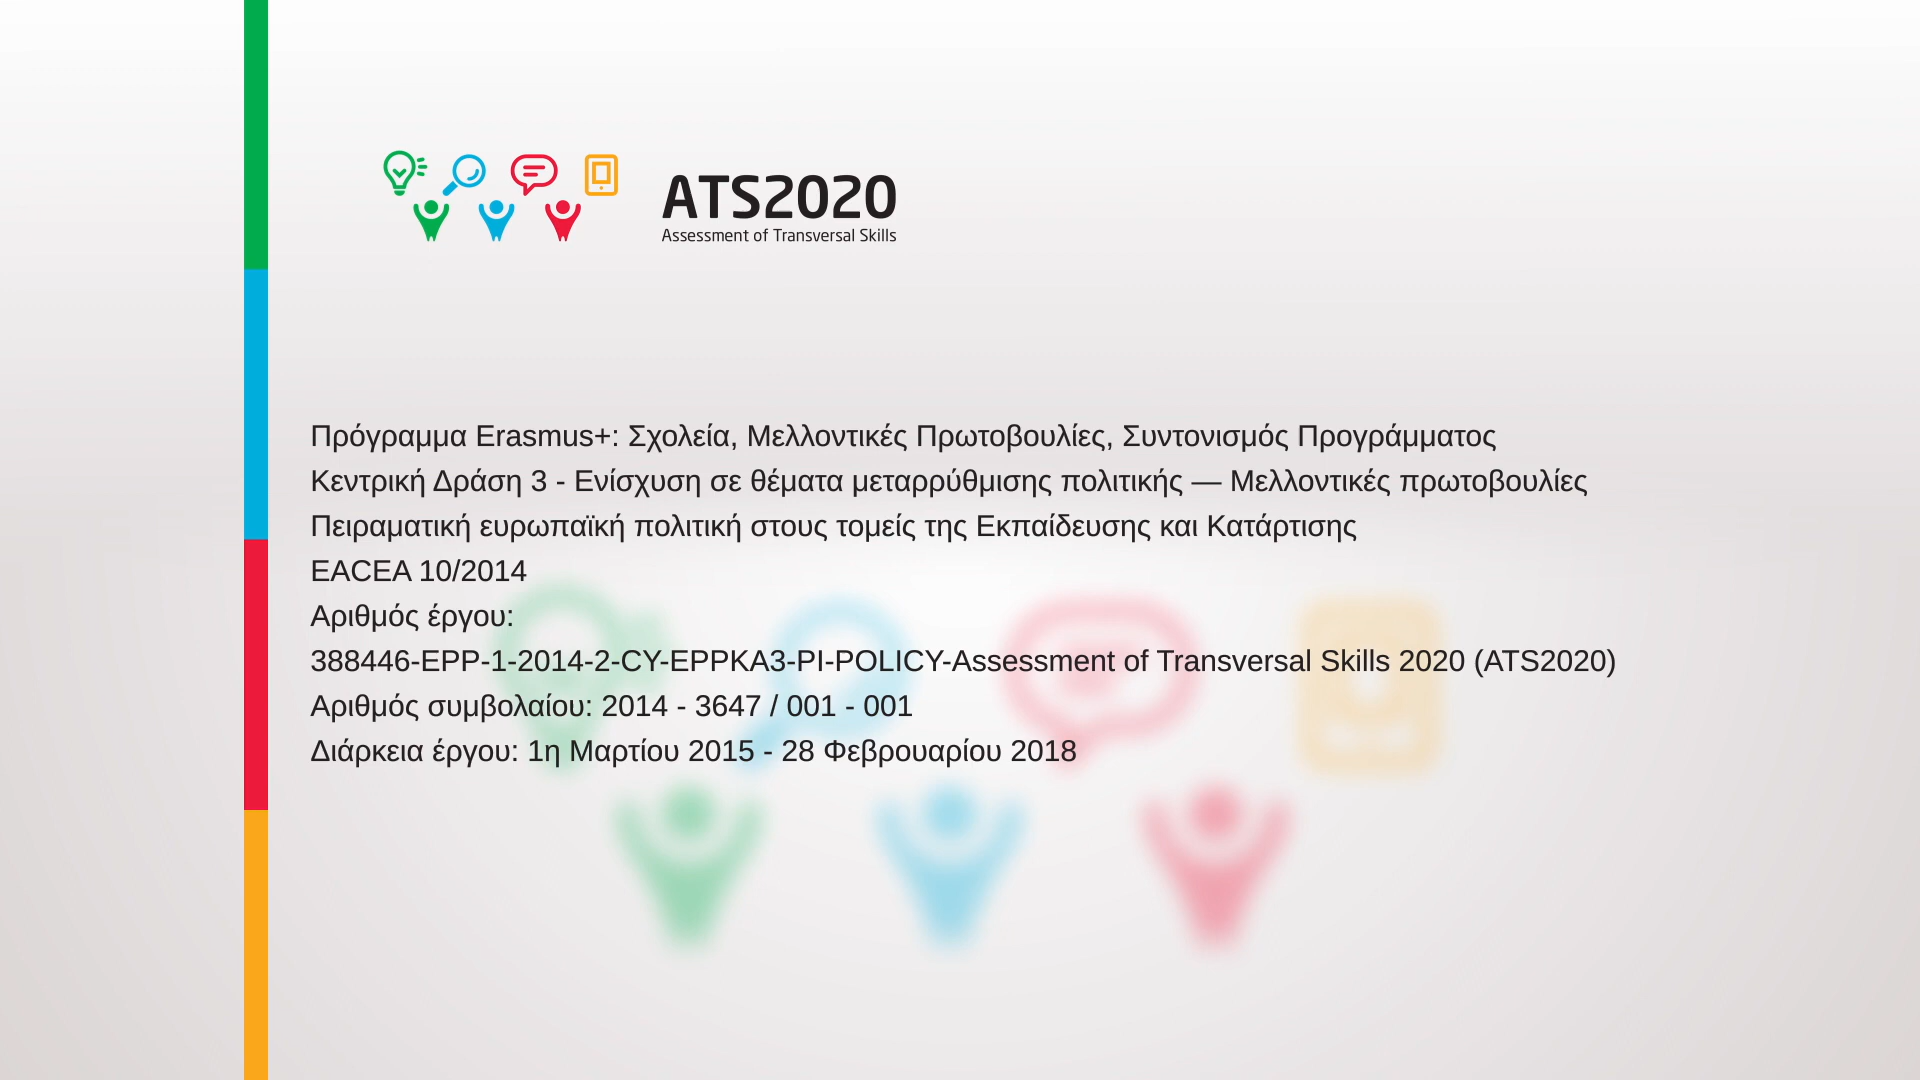 ATS2020
Assessment of Transversal Skills
Πρόγραμμα Erasmus+: Σχολεία, Μελλοντικές Πρωτοβουλίες, Συντονισμός Προγράμματος
Κεντρική Δράση 3 - Ενίσχυση σε θέματα μεταρρύθμισης πολιτικής — Μελλοντικές πρωτοβουλίες
Πειραματική ευρωπαϊκή πολιτική στους τομείς της Εκπαίδευσης και Κατάρτισης
EACEA 10/2014
Αριθμός έργου:
388446-EPP-1-2014-2-CY-EPPKA3-PI-POLICY-Assessment of Transversal Skills 2020 (ATS2020)
Αριθμός συμβολαίου: 2014 - 3647 / 001 - 001
Διάρκεια έργου: 1η Μαρτίου 2015 - 28 Φεβρουαρίου 2018